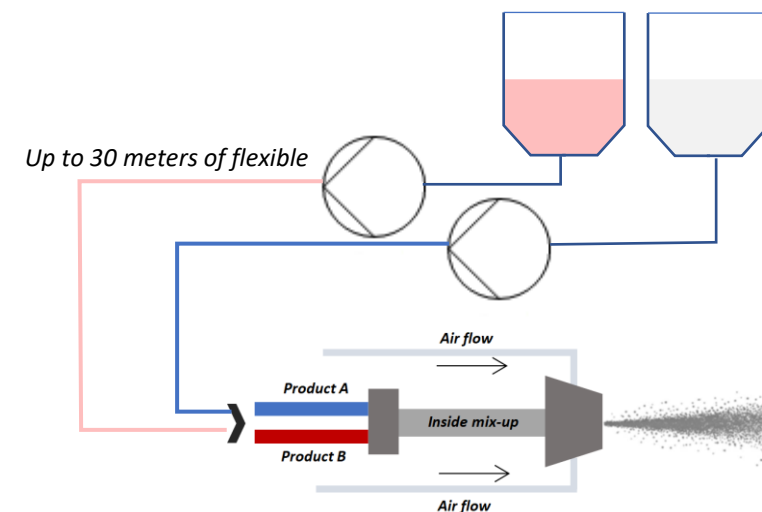 Up to 30 meters of flexible
Air flow
Product A
Inside mix-up
Product B
Air flow